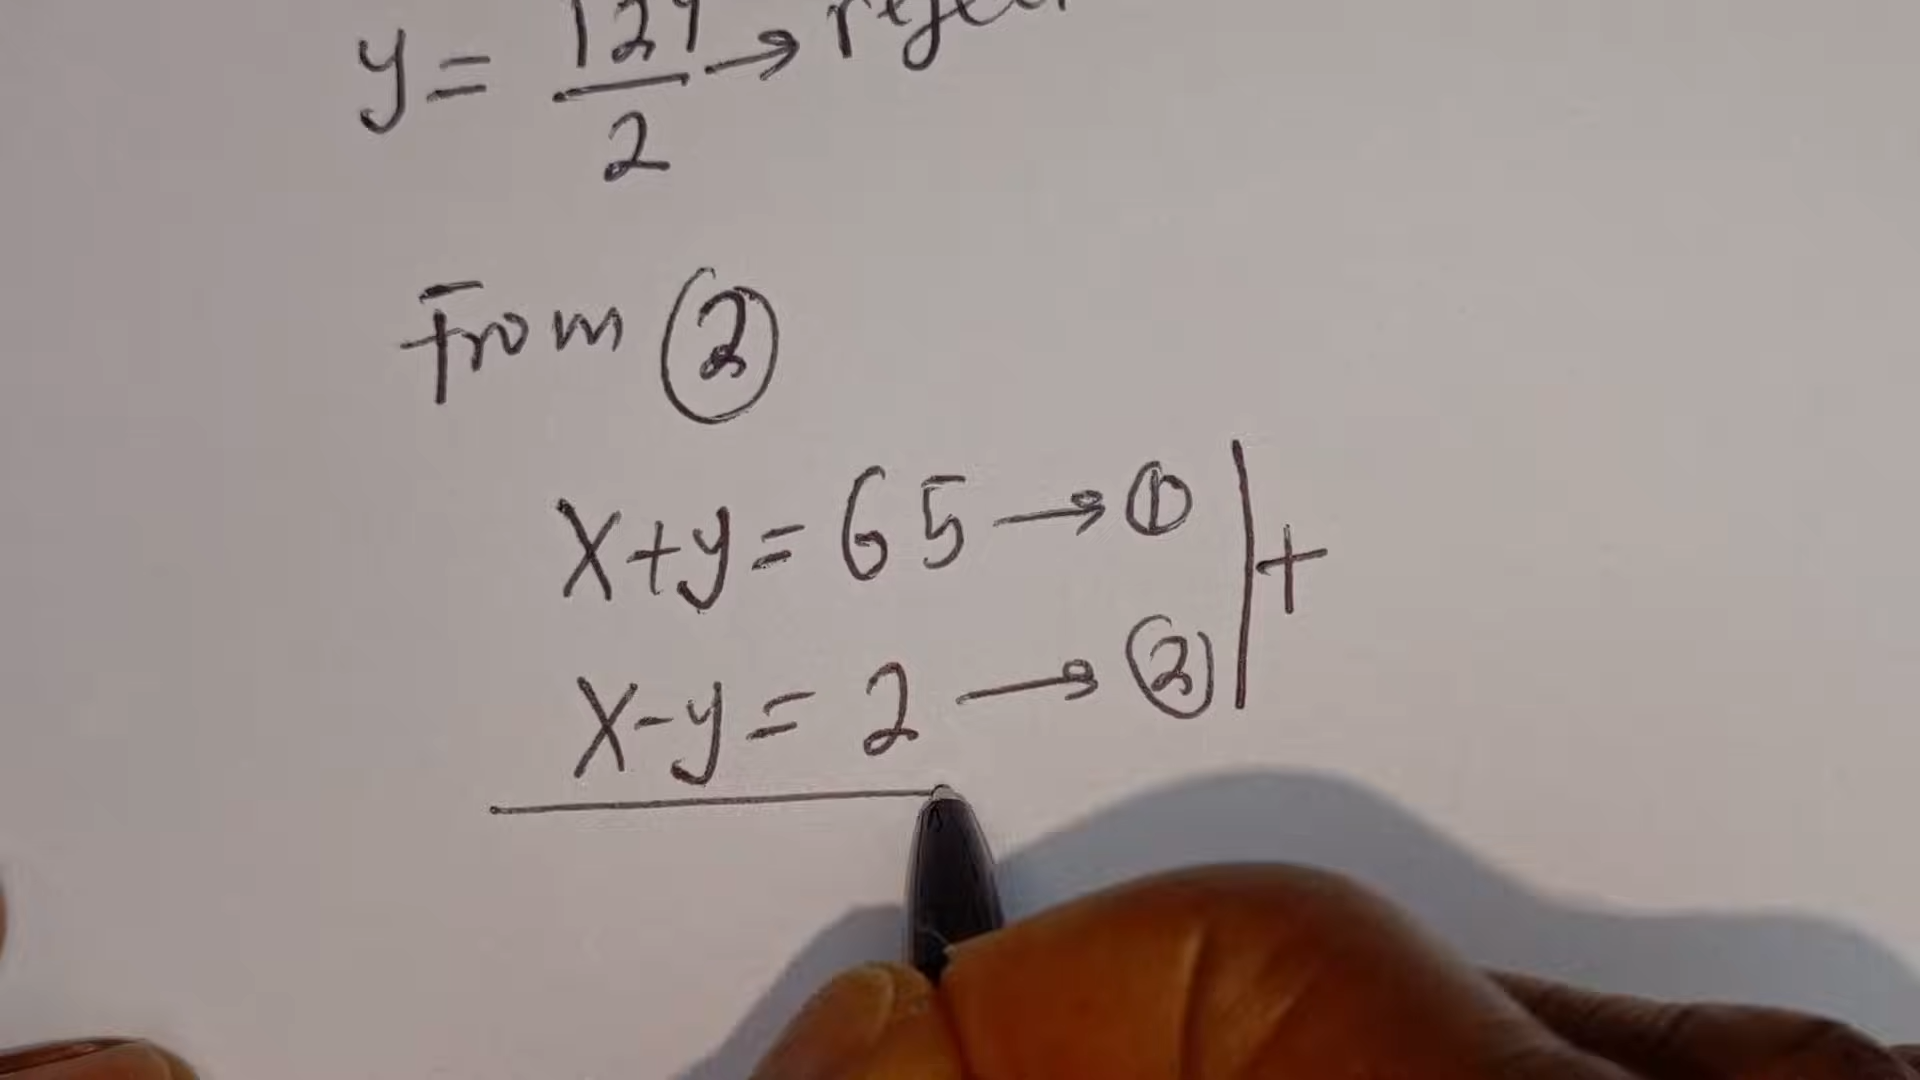 y = 129/2 →
From ②
x+y = 65 → ①
x-y = 2 → ②
+